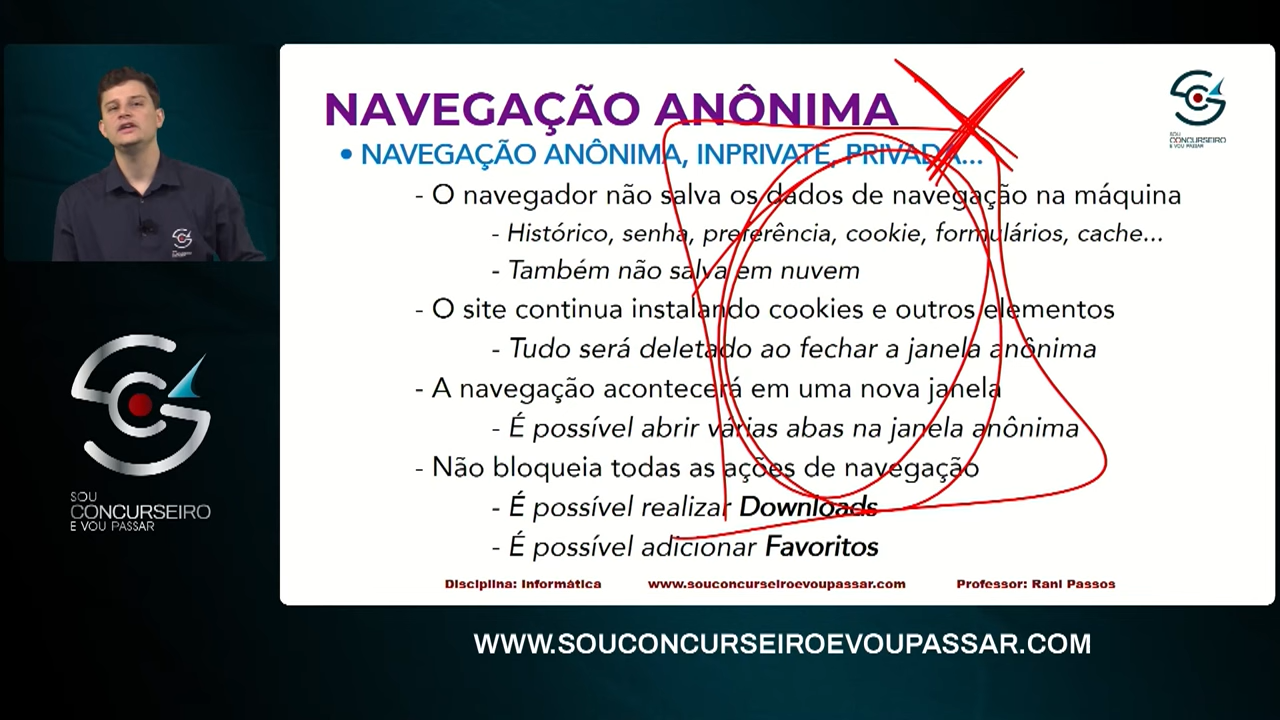 NAVEGAÇÃO ANÔNIMA
SOU
CONCURSEIRO
E VOU PASSAR
• NAVEGAÇÃO ANÔNIMA, INPRIVATE, PRIVADA...
- O navegador não salva os dados de navegação na máquina
- Histórico, senha, preferência, cookie, formulários, cache...
- Também não salva em nuvem
- O site continua instalando cookies e outros elementos
- Tudo será deletado ao fechar a janela anônima
- A navegação acontecerá em uma nova janela
- É possível abrir várias abas na janela anônima
- Não bloqueia todas as ações de navegação
- É possível realizar Downloads
- É possível adicionar Favoritos
Disciplina: Informática www.souconcurseiroevoupassar.com Professor: Rani Passos
SOU
CONCURSEIRO
E VOU PASSAR
WWW.SOUCONCURSEIROEVOUPASSAR.COM